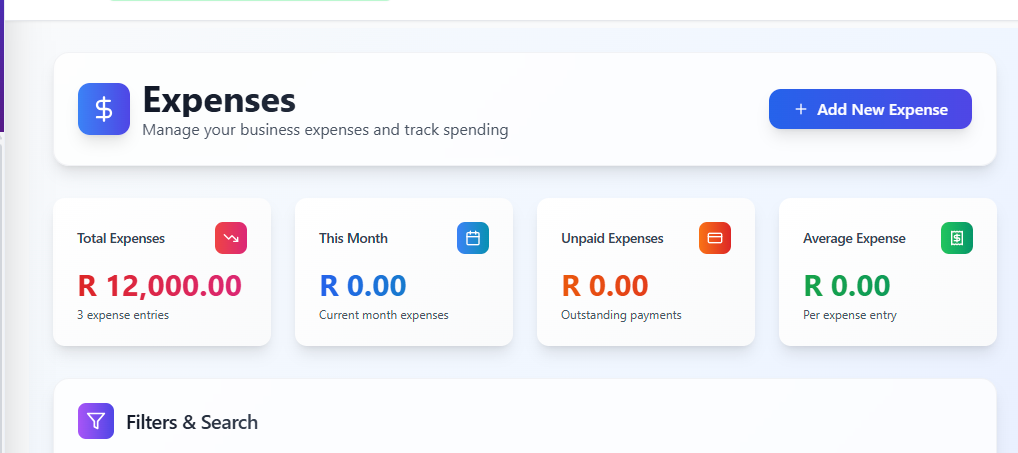 $
Expenses
Manage your business expenses and track spending
+ Add New Expense
Total Expenses
R 12,000.00
3 expense entries
This Month
R 0.00
Current month expenses
Unpaid Expenses
R 0.00
Outstanding payments
Average Expense
$
R 0.00
Per expense entry
Filters & Search